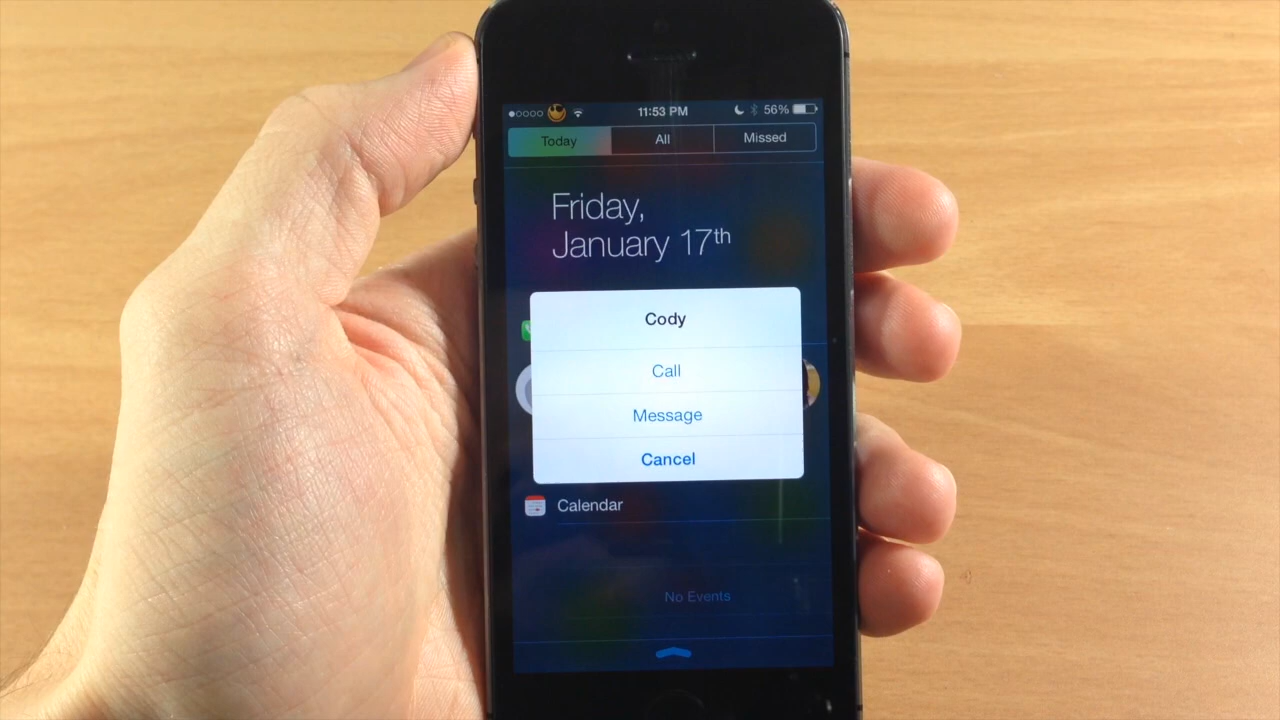 11:53 PM 56%
Today All Missed
Friday,
January 17th
Cody
Call
Message
Cancel
Calendar
No Events